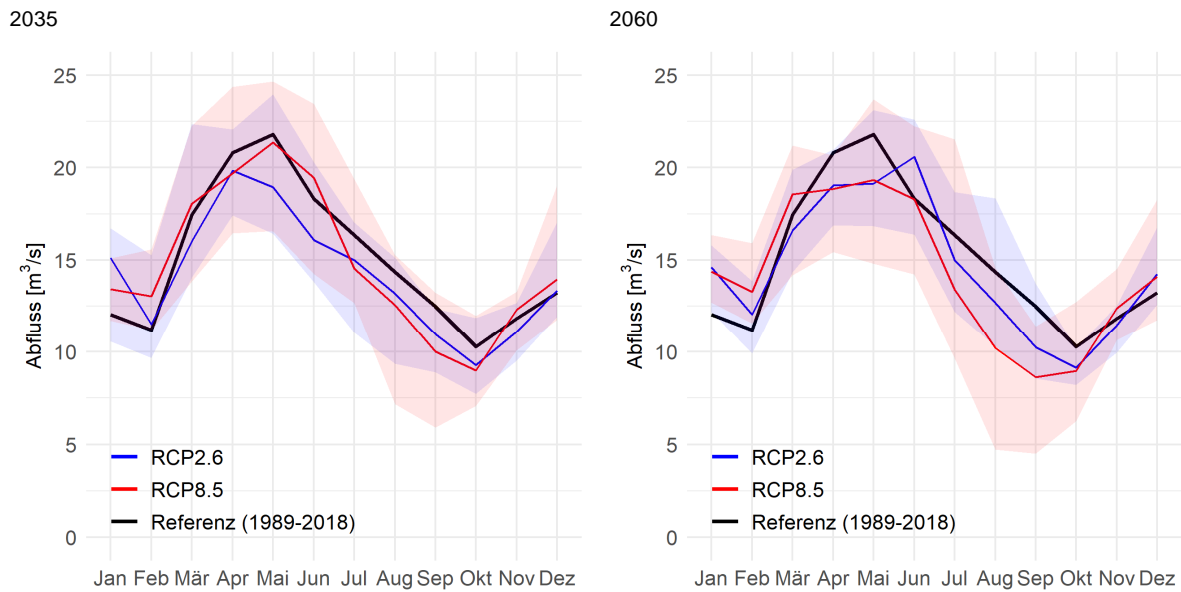 2035
25
20
15
10
5
0
Abfluss [m³/s]
RCP2.6
RCP8.5
Referenz (1989-2018)
Jan Feb Mär Apr Mai Jun Jul Aug Sep Okt Nov Dez
2060
25
20
15
10
5
0
Abfluss [m³/s]
RCP2.6
RCP8.5
Referenz (1989-2018)
Jan Feb Mär Apr Mai Jun Jul Aug Sep Okt Nov Dez